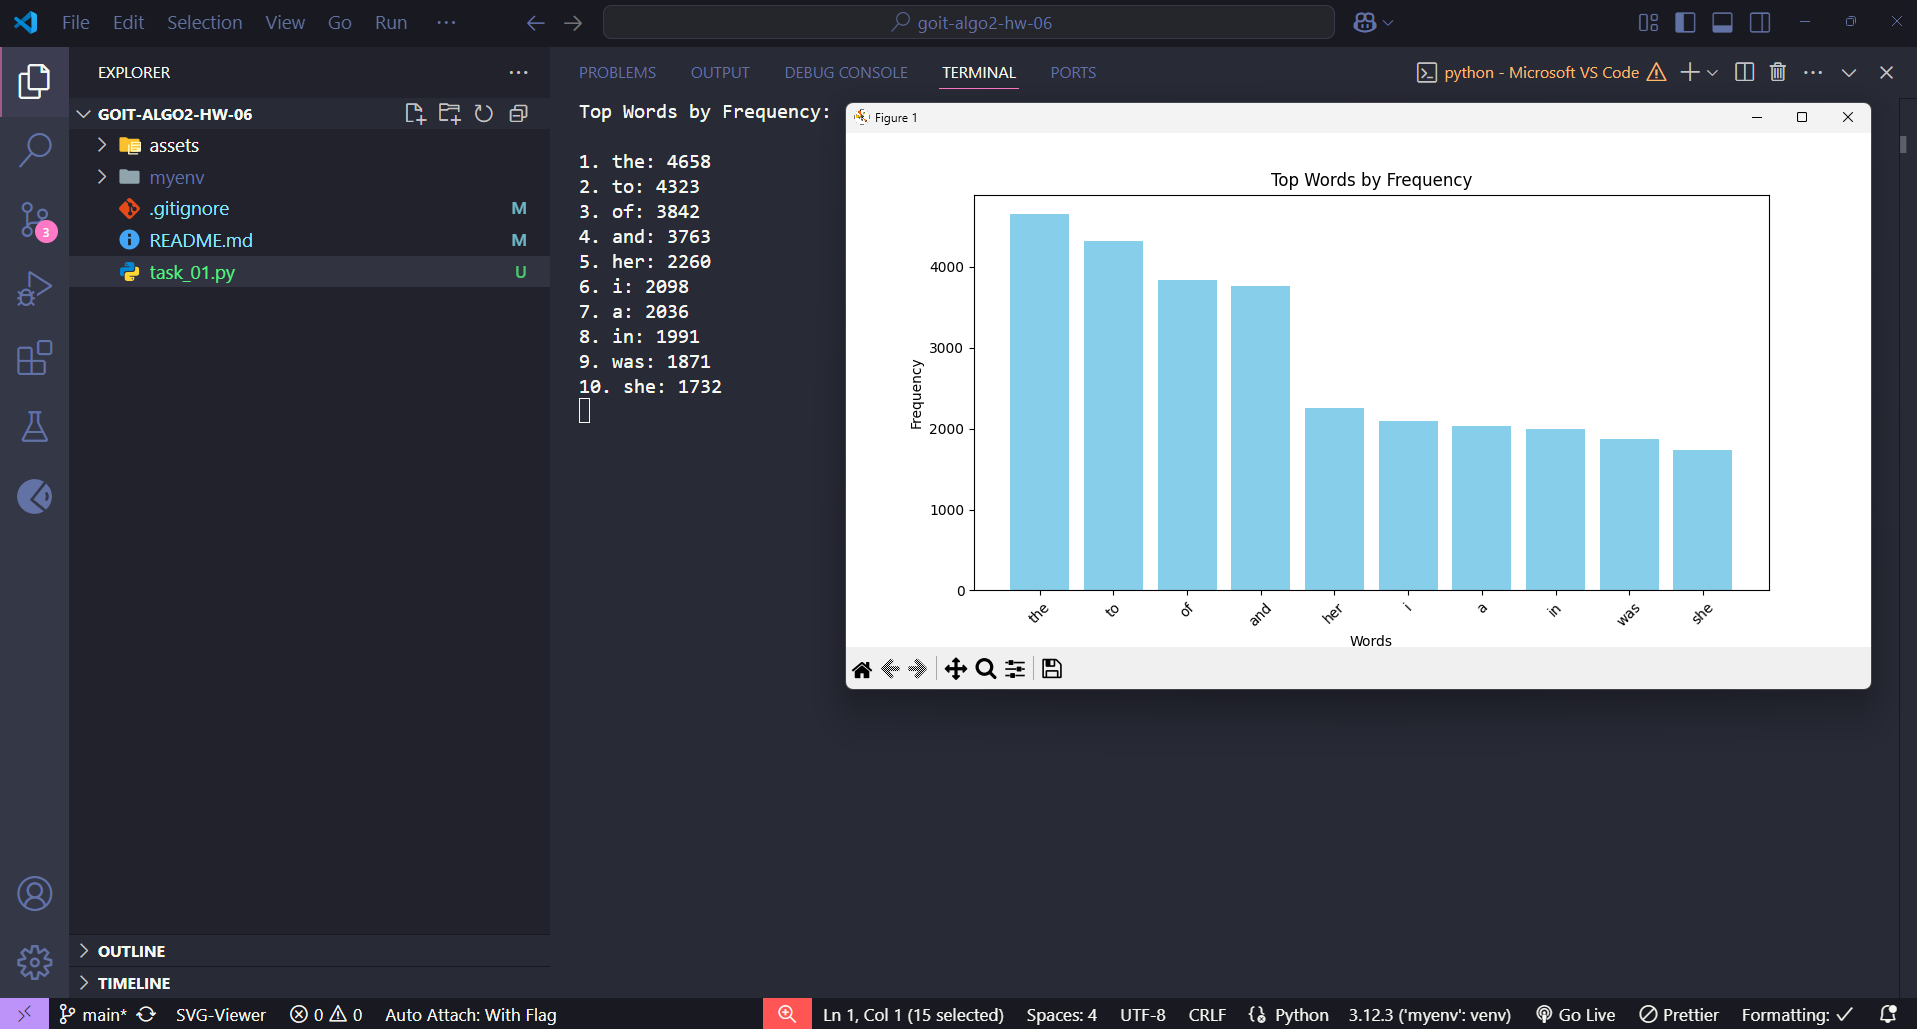 File Edit Selection View Go Run ···
goit-algo2-hw-06
EXPLORER
PROBLEMS OUTPUT DEBUG CONSOLE TERMINAL PORTS
python - Microsoft VS Code
GOIT-ALGO2-HW-06
assets
myenv
.gitignore M
README.md M
task_01.py U
3
Top Words by Frequency:
1. the: 4658
2. to: 4323
3. of: 3842
4. and: 3763
5. her: 2260
6. i: 2098
7. a: 2036
8. in: 1991
9. was: 1871
10. she: 1732
Figure 1
Top Words by Frequency
Frequency
4000
3000
2000
1000
0
the to of and her i a in was she
Words
OUTLINE
TIMELINE
main* SVG-Viewer 0 0 Auto Attach: With Flag Ln 1, Col 1 (15 selected) Spaces: 4 UTF-8 CRLF Python 3.12.3 ('myenv': venv) Go Live Prettier Formatting: